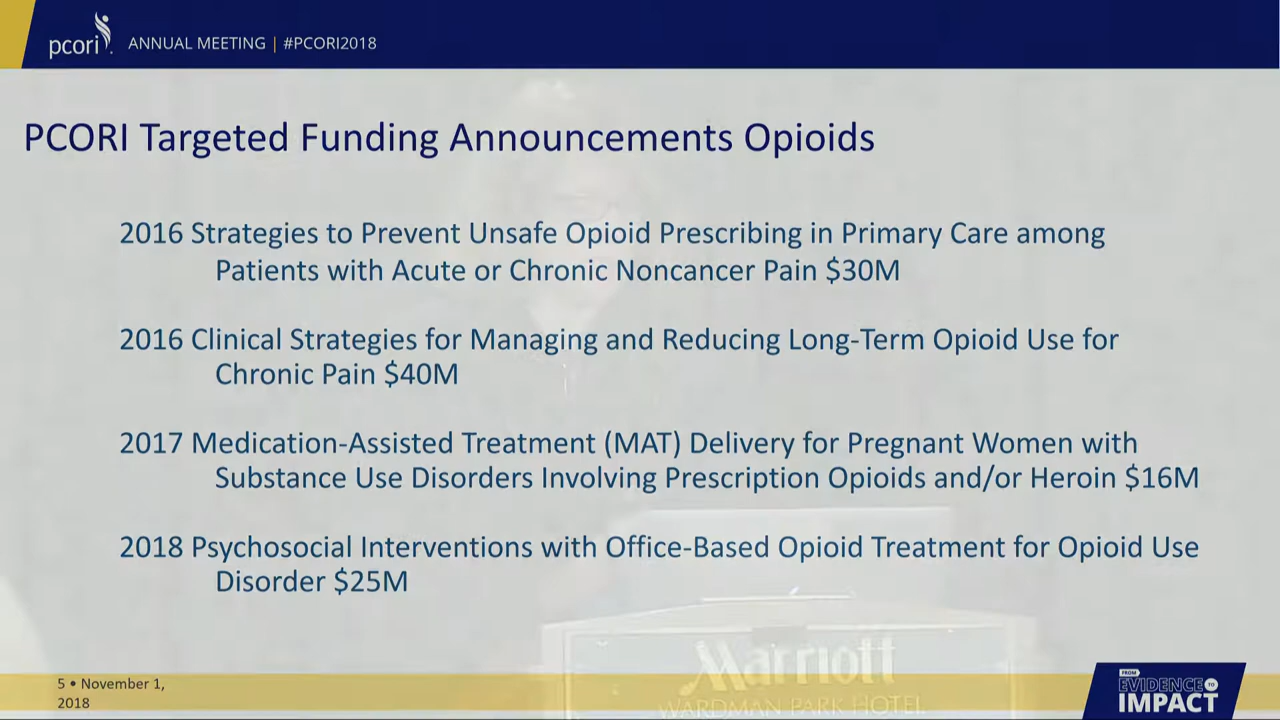 pcori
ANNUAL MEETING | #PCORI2018
PCORI Targeted Funding Announcements Opioids
2016 Strategies to Prevent Unsafe Opioid Prescribing in Primary Care among
Patients with Acute or Chronic Noncancer Pain $30M
2016 Clinical Strategies for Managing and Reducing Long-Term Opioid Use for
Chronic Pain $40M
2017 Medication-Assisted Treatment (MAT) Delivery for Pregnant Women with
Substance Use Disorders Involving Prescription Opioids and/or Heroin $16M
2018 Psychosocial Interventions with Office-Based Opioid Treatment for Opioid Use
Disorder $25M
Marriott
WARDMAN PARK HOTEL
5 • November 1,
2018
FROM
EVIDENCE TO
IMPACT